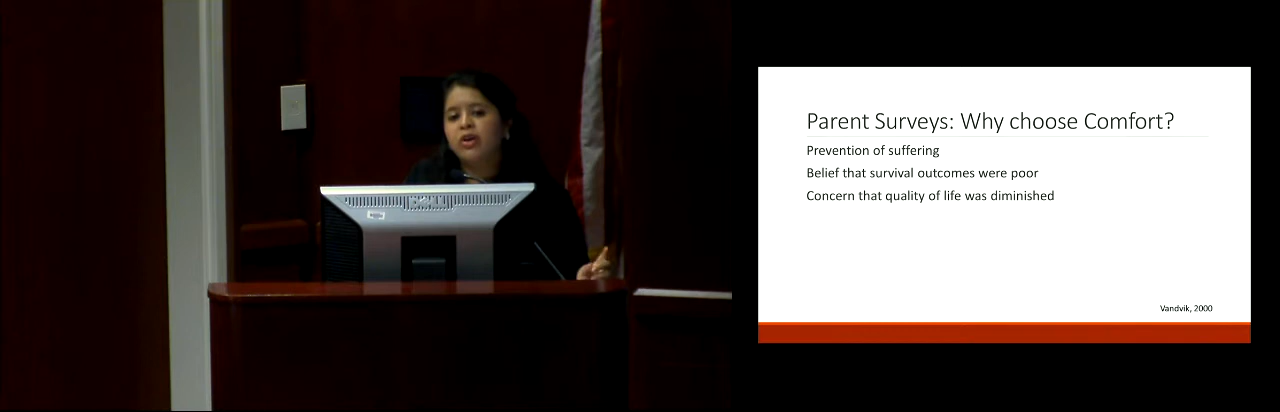 Parent Surveys: Why choose Comfort?
Prevention of suffering
Belief that survival outcomes were poor
Concern that quality of life was diminished
Vandvik, 2000